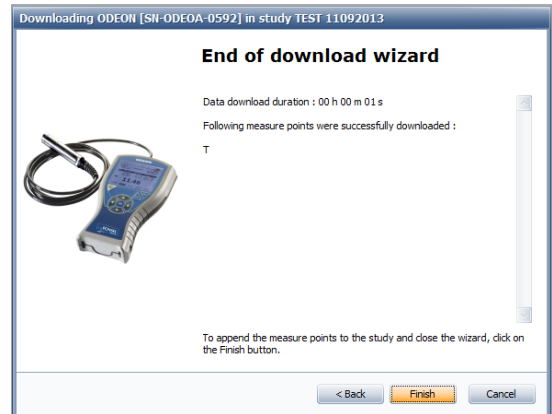 Downloading ODEON [SN-ODEOA-0592] in study TEST 11092013
End of download wizard
Data download duration : 00 h 00 m 01 s
Following measure points were successfully downloaded :
T
To append the measure points to the study and close the wizard, click on
the Finish button.
< Back
Finish
Cancel